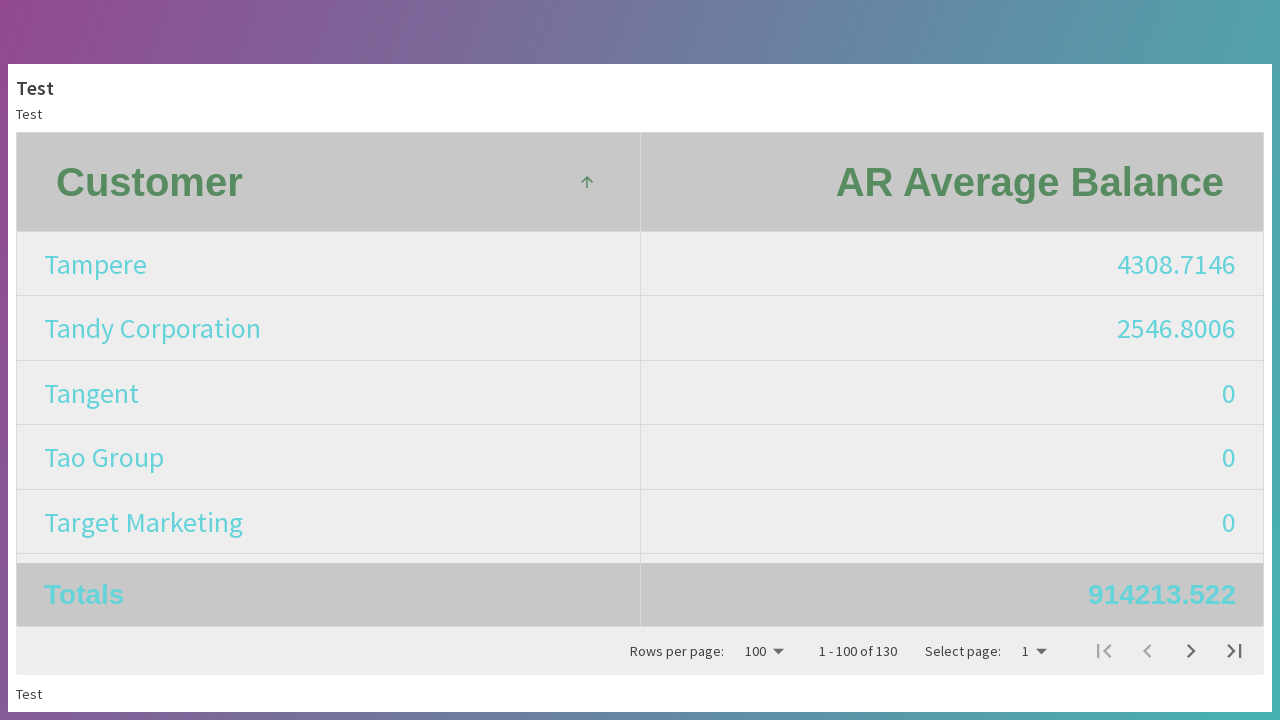 Test
Test
Customer AR Average Balance
Tampere 4308.7146
Tandy Corporation 2546.8006
Tangent 0
Tao Group 0
Target Marketing 0
Totals 914213.522
Rows per page: 100 1 - 100 of 130 Select page: 1
Test